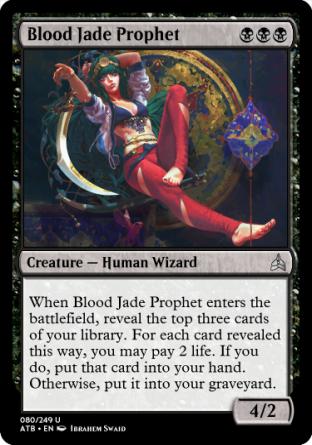 Blood Jade Prophet
Creature — Human Wizard
When Blood Jade Prophet enters the
battlefield, reveal the top three cards
of your library. For each card revealed
this way, you may pay 2 life. If you
do, put that card into your hand.
Otherwise, put it into your graveyard.
4/2
080/249 U
ATB • EN Ibrahem Swaid